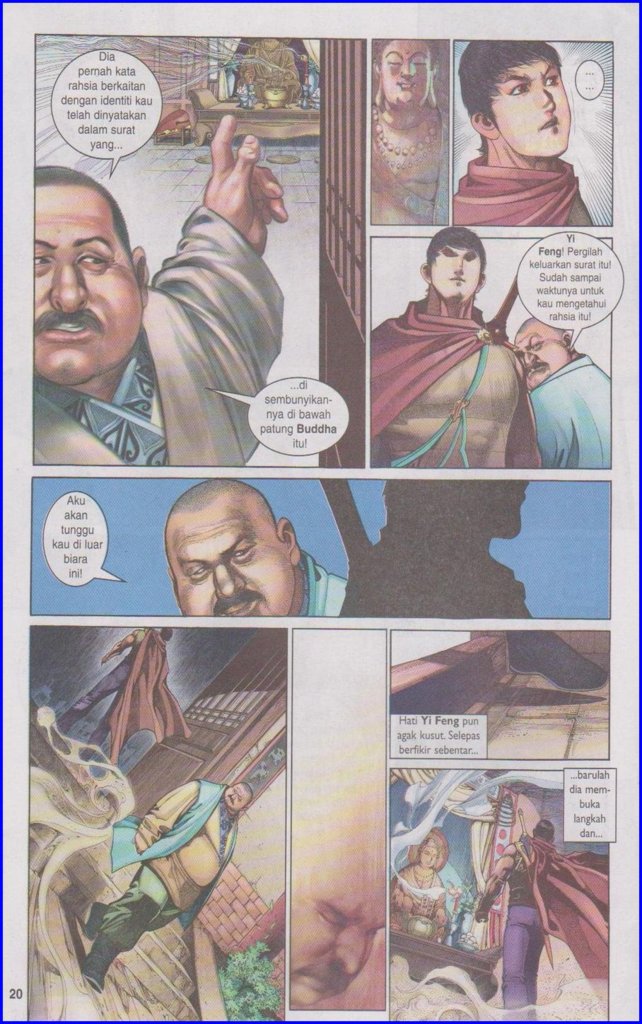 Dia
pernah kata
rahsia berkaitan
dengan identiti kau
telah dinyatakan
dalam surat
yang...
...di
sembunyikan-
nya di bawah
patung Buddha
itu!
...
...
Yi
Feng! Pergilah
keluarkan surat itu!
Sudah sampai
waktunya untuk
kau mengetahui
rahsia itu!
Aku
akan
tunggu
kau di luar
biara
ini!
Hati Yi Feng pun
agak kusut. Selepas
berfikir sebentar...
...barulah
dia mem-
buka
langkah
dan...
20